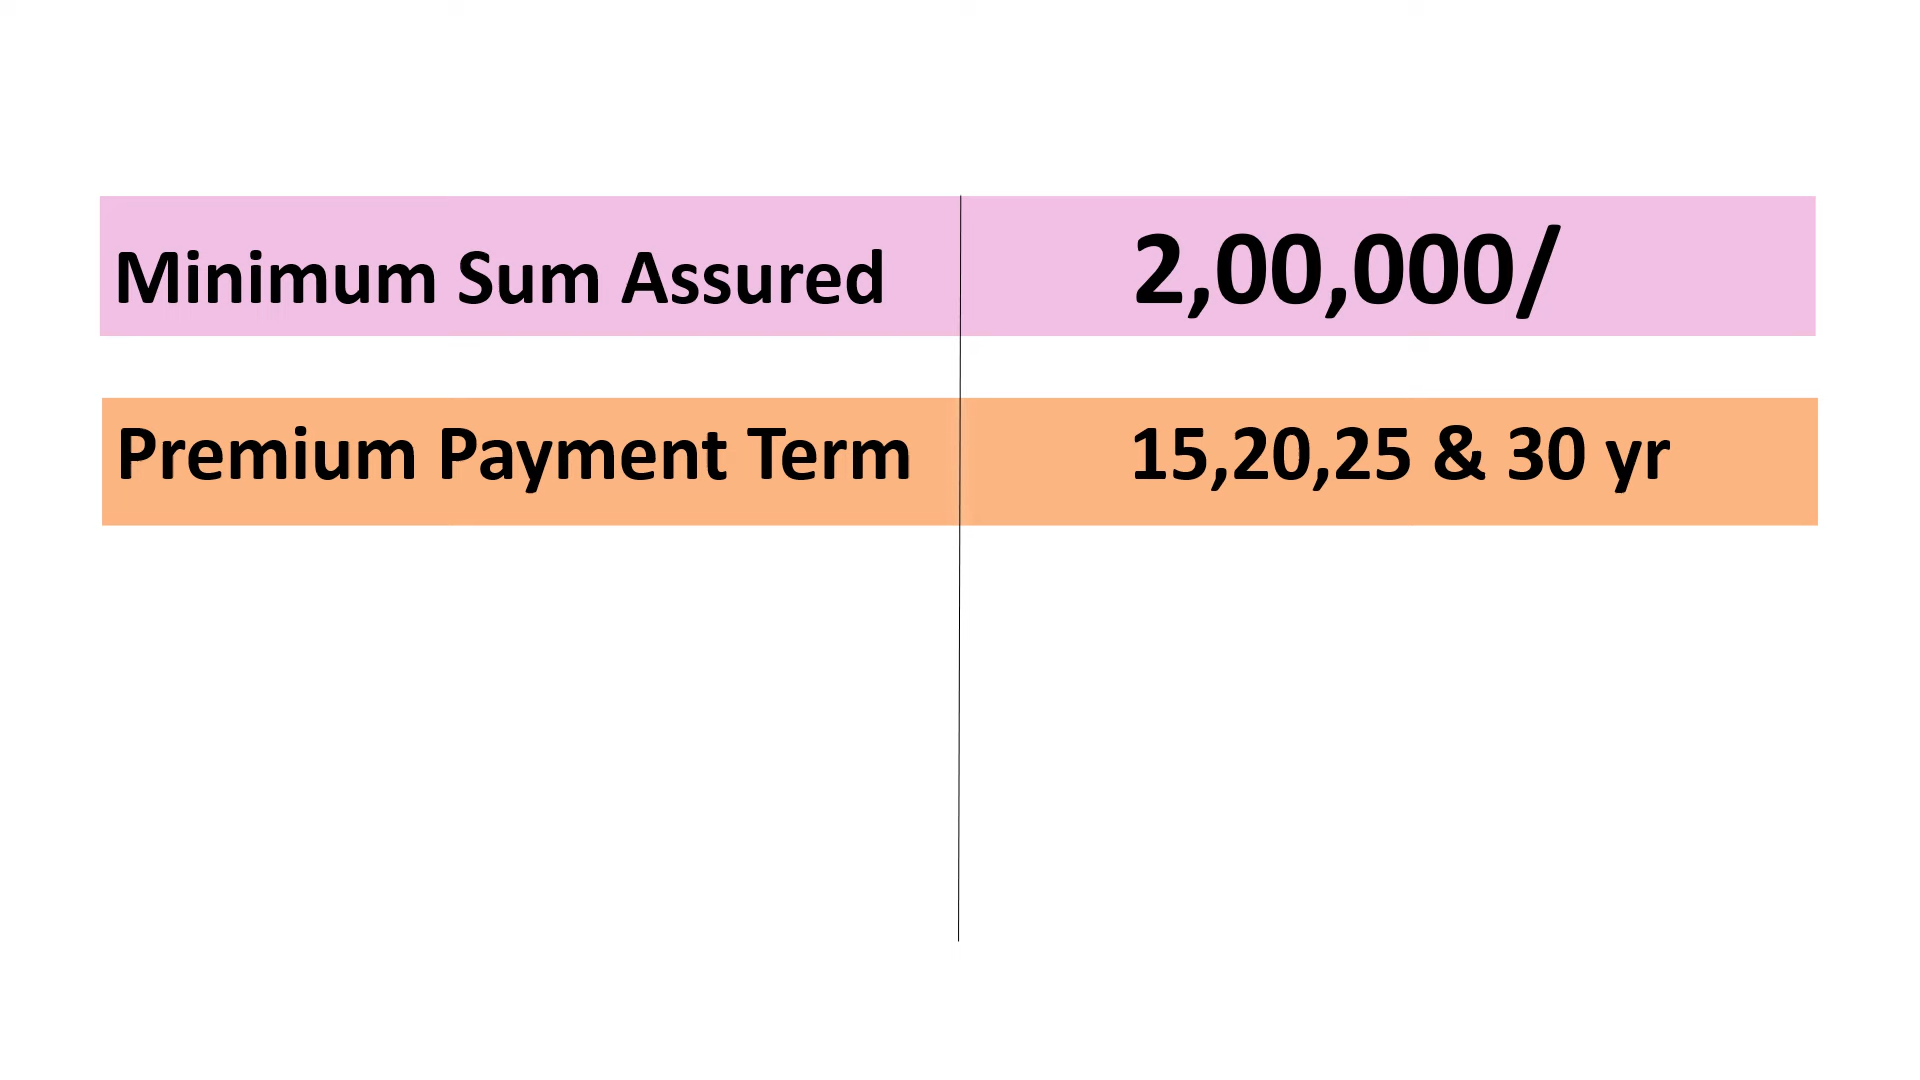 Minimum Sum Assured 2,00,000/
Premium Payment Term 15,20,25 & 30 yr